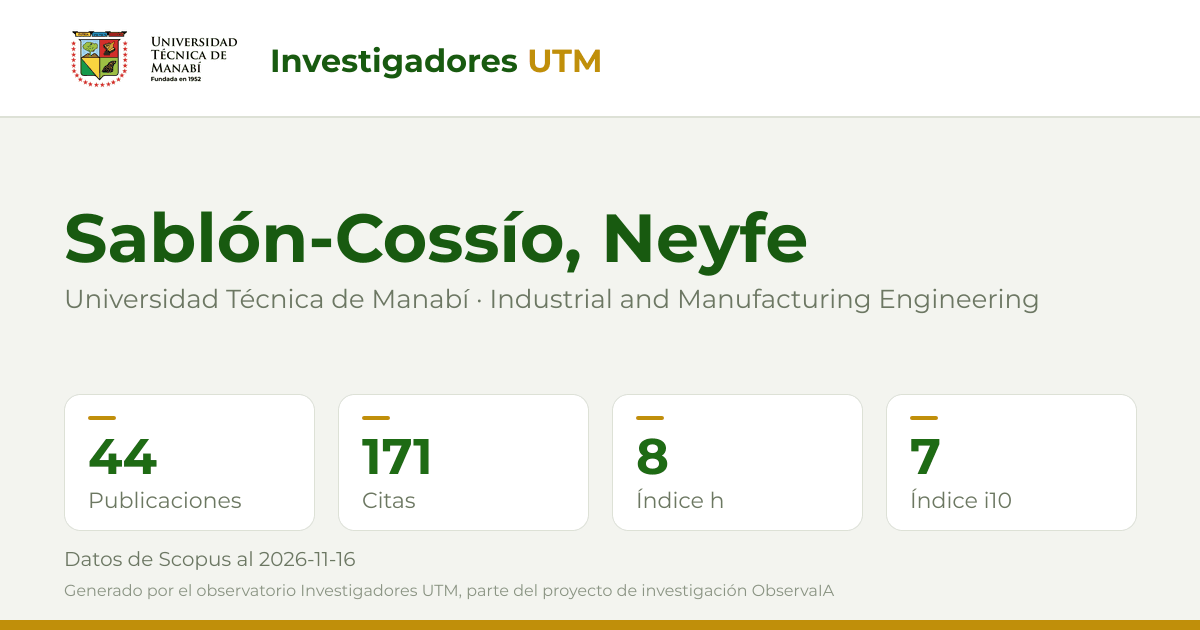 UNIVERSIDAD
TÉCNICA DE
MANABÍ
Fundada en 1952
Investigadores UTM
Sablón-Cossío, Neyfe
Universidad Técnica de Manabí · Industrial and Manufacturing Engineering
44
Publicaciones
171
Citas
8
Índice h
7
Índice i10
Datos de Scopus al 2026-11-16
Generado por el observatorio Investigadores UTM, parte del proyecto de investigación ObservaIA